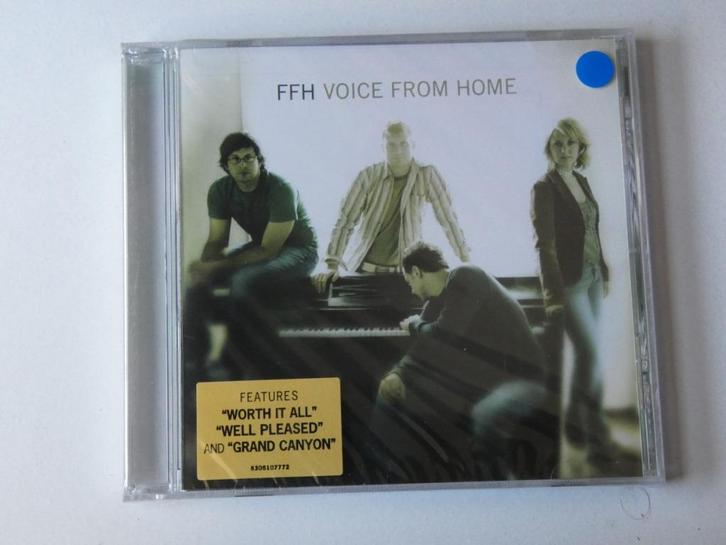 FFH VOICE FROM HOME
FEATURES
"WORTH IT ALL"
"WELL PLEASED"
AND "GRAND CANYON"
8306107772